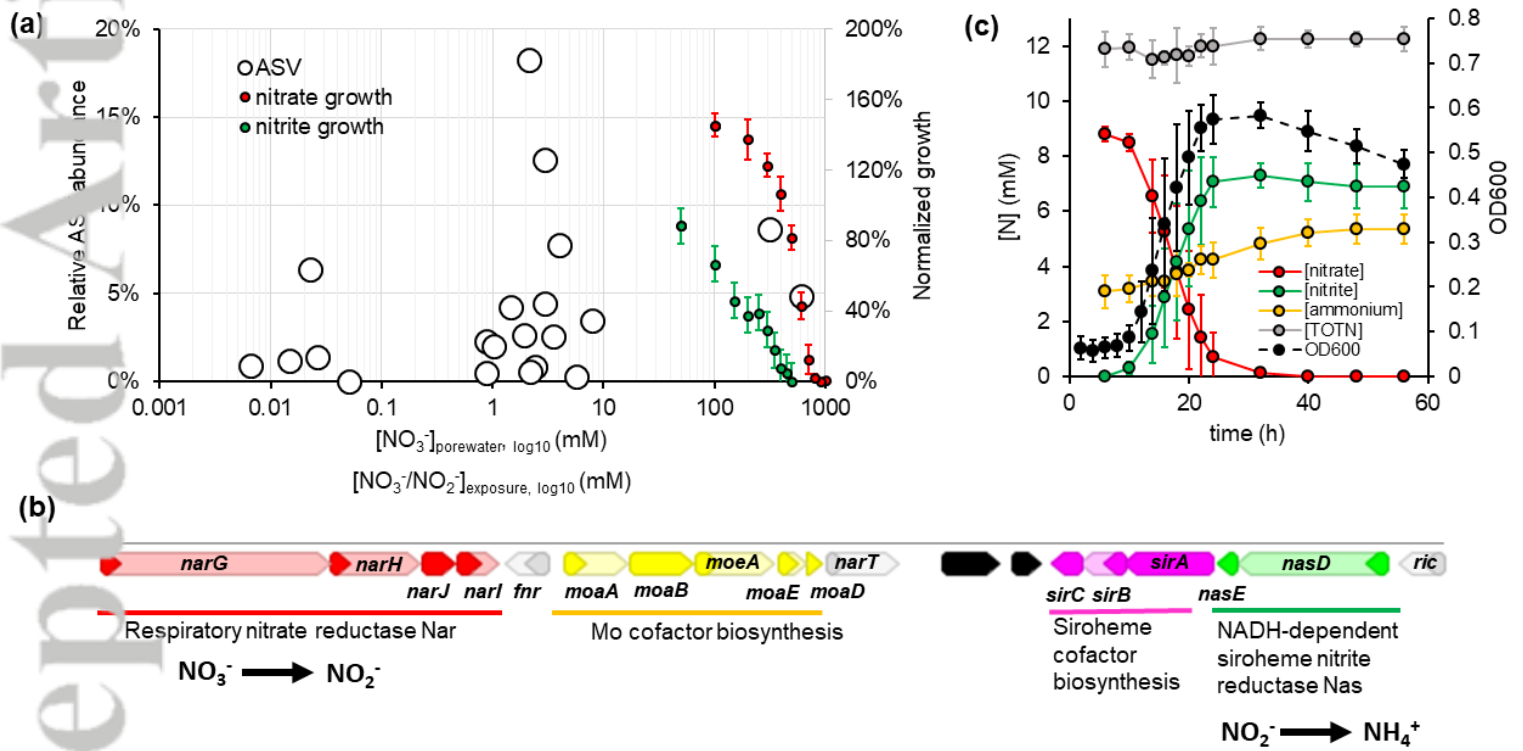 (a)
20%
15%
10%
5%
0%
Relative ASV abundance
ASV
nitrate growth
nitrite growth
200%
160%
120%
80%
40%
0%
Normalized growth
0.001
0.01
0.1
1
10
100
1000
[NO3-]porewater, log10 (mM)
[NO3-/NO2-]exposure, log10 (mM)
(c)
12
10
8
6
4
2
0
[N] (mM)
[nitrate]
[nitrite]
[ammonium]
[TOTN]
OD600
0.8
0.7
0.6
0.5
0.4
0.3
0.2
0.1
0
OD600
0
20
40
60
time (h)
(b)
narG
narH
narJ
narI
fnr
moaA
moaB
moeA
moaE
moaD
narT
sirC
sirB
sirA
nasE
nasD
ric
Respiratory nitrate reductase Nar
NO3- → NO2-
Mo cofactor biosynthesis
Siroheme
cofactor
biosynthesis
NADH-dependent
siroheme nitrite
reductase Nas
NO2- → NH4+
epted Art